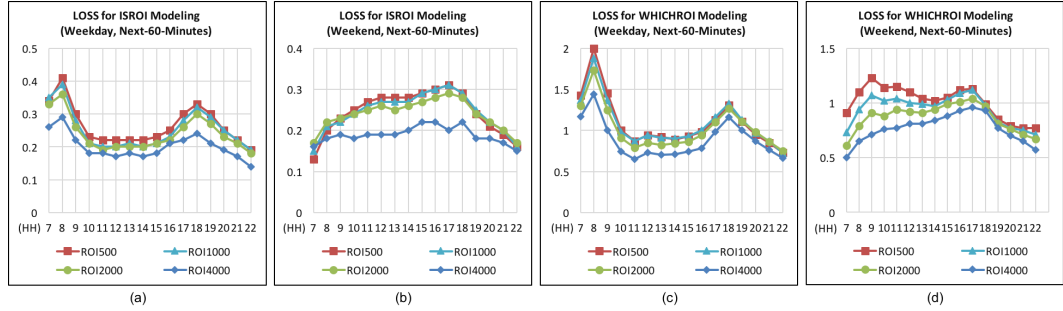 LOSS for ISROI Modeling
(Weekday, Next-60-Minutes)
0.5
0.4
0.3
0.2
0.1
0
(HH) 7 8 9 10 11 12 13 14 15 16 17 18 19 20 21 22
ROI500 ROI1000
ROI2000 ROI4000
(a)
LOSS for ISROI Modeling
(Weekend, Next-60-Minutes)
0.4
0.3
0.2
0.1
0
(HH) 7 8 9 10 11 12 13 14 15 16 17 18 19 20 21 22
ROI500 ROI1000
ROI2000 ROI4000
(b)
LOSS for WHICHROI Modeling
(Weekday, Next-60-Minutes)
2
1.5
1
0.5
0
(HH) 7 8 9 10 11 12 13 14 15 16 17 18 19 20 21 22
ROI500 ROI1000
ROI2000 ROI4000
(c)
LOSS for WHICHROI Modeling
(Weekend, Next-60-Minutes)
1.5
1
0.5
0
(HH) 7 8 9 10 11 12 13 14 15 16 17 18 19 20 21 22
ROI500 ROI1000
ROI2000 ROI4000
(d)